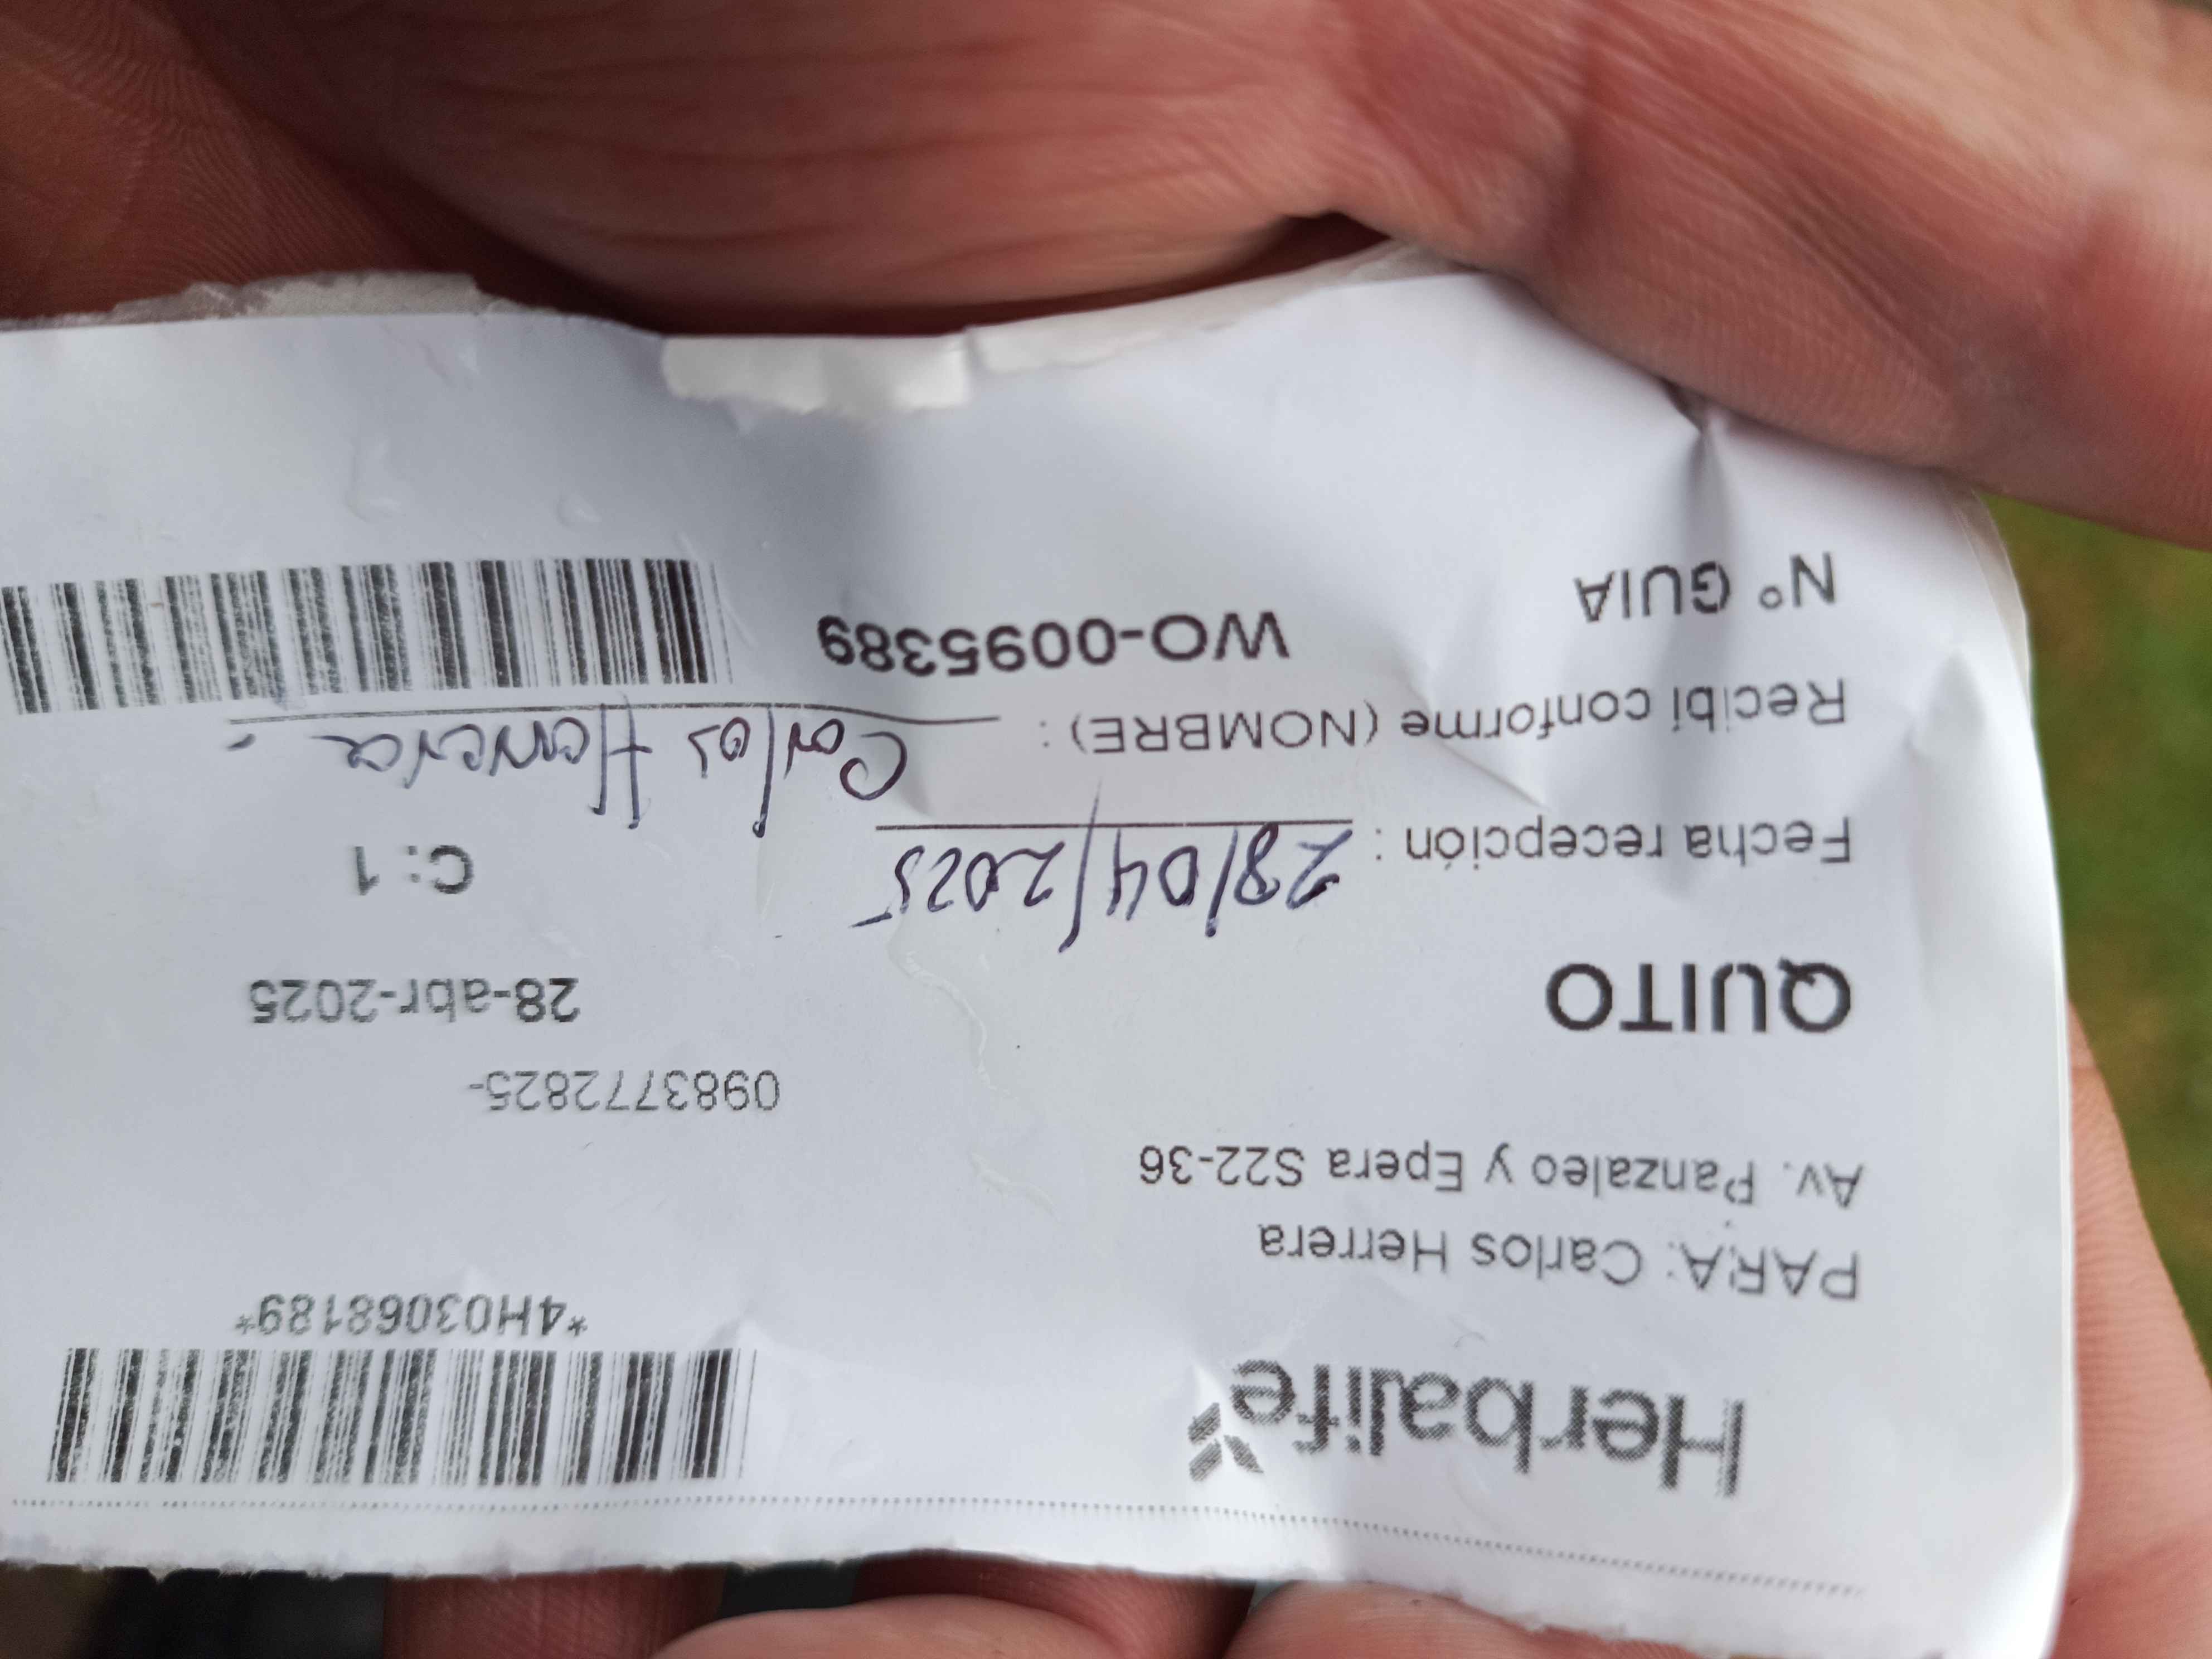 Herbalife
*4H03068189*
PARA: Carlos Herrera
Av. Panzaleo y Epera S22-36
0983772825-
QUITO
28-abr-2025
Fecha recepción : 28/04/2025
C: 1
Recibi conforme (NOMBRE) : Carlos Herrera
Nº GUIA WO-0095389